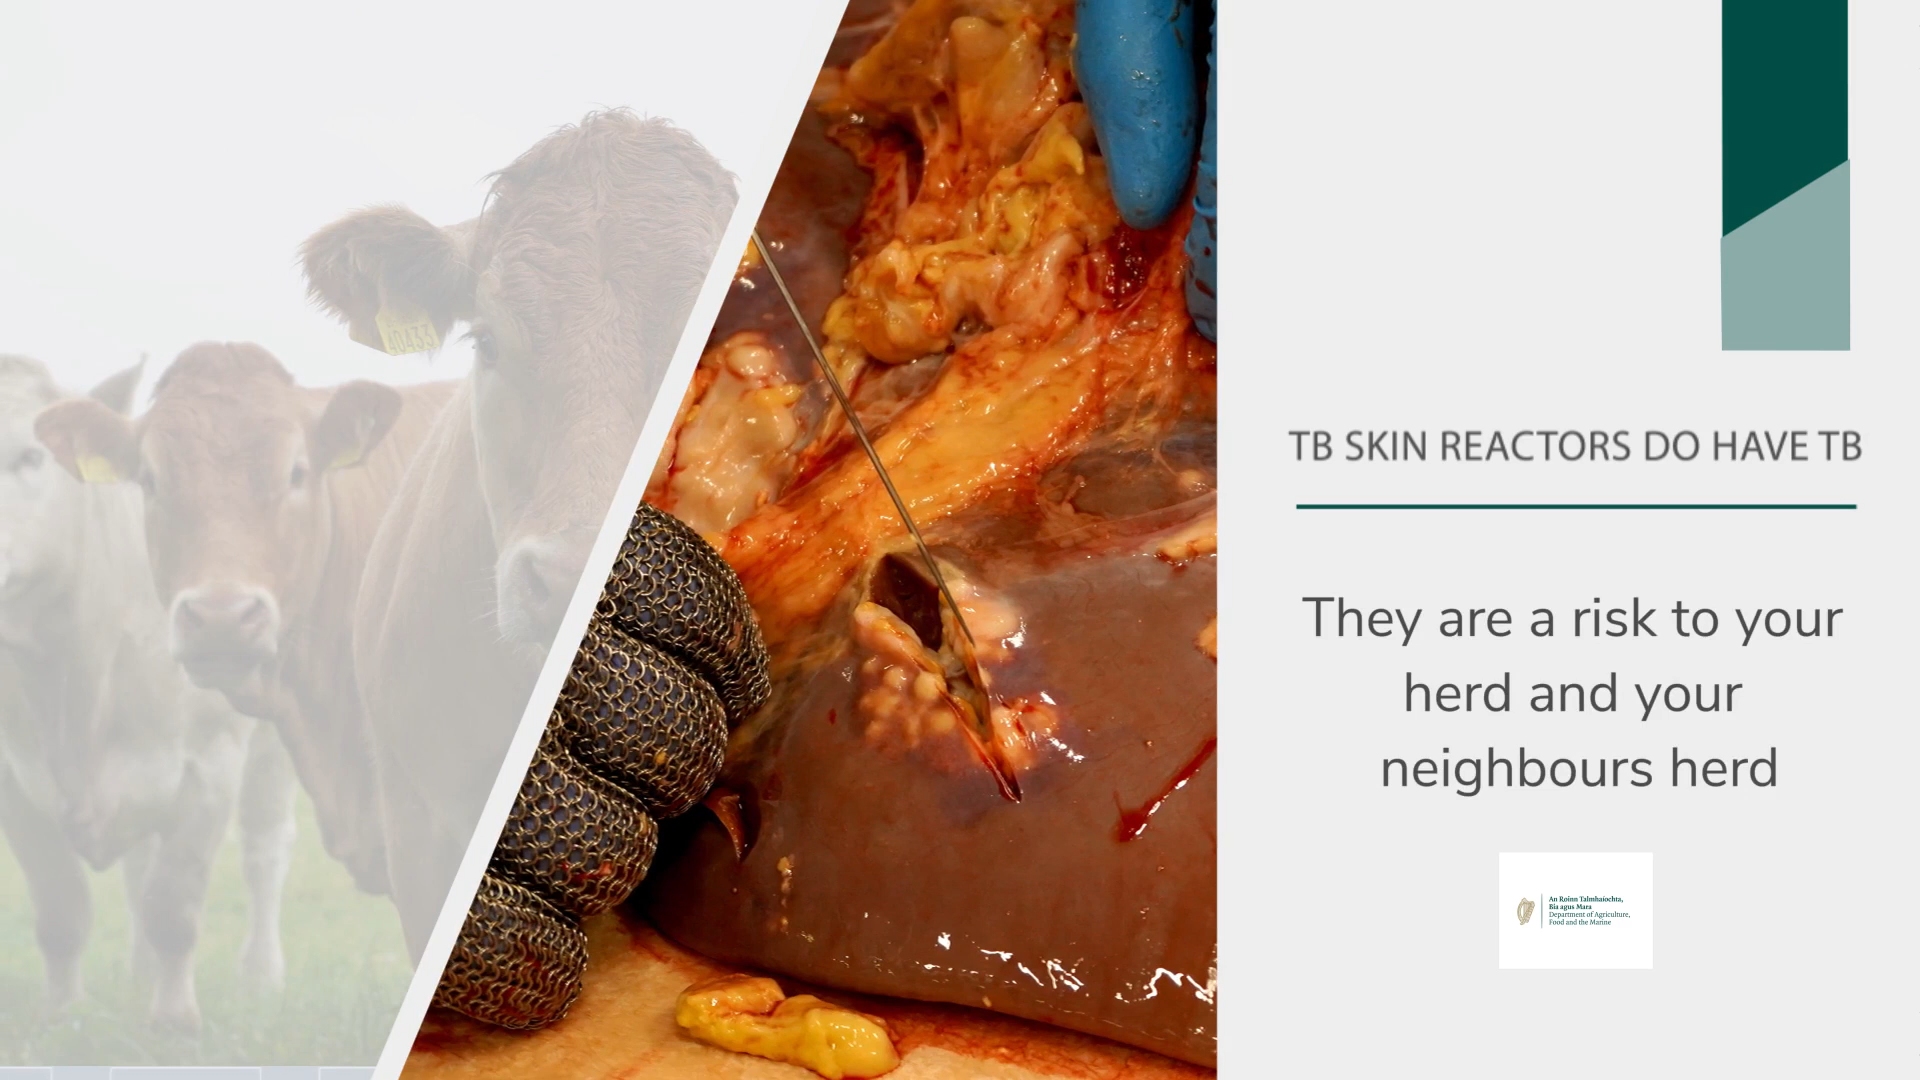 40433
TB SKIN REACTORS DO HAVE TB
They are a risk to your
herd and your
neighbours herd
An Roinn Talmhaíochta,
Bia agus Mara
Department of Agriculture,
Food and the Marine